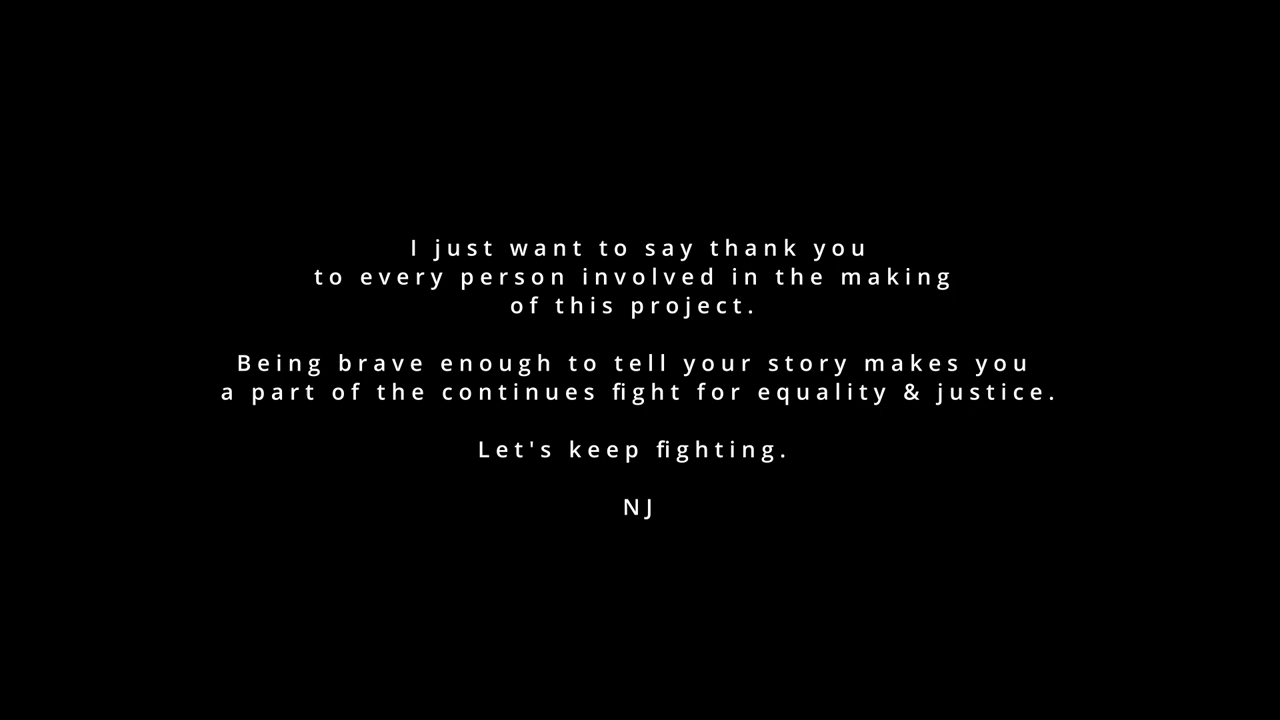 I just want to say thank you
to every person involved in the making
of this project.
Being brave enough to tell your story makes you
a part of the continues fight for equality & justice.
Let's keep fighting.
NJ